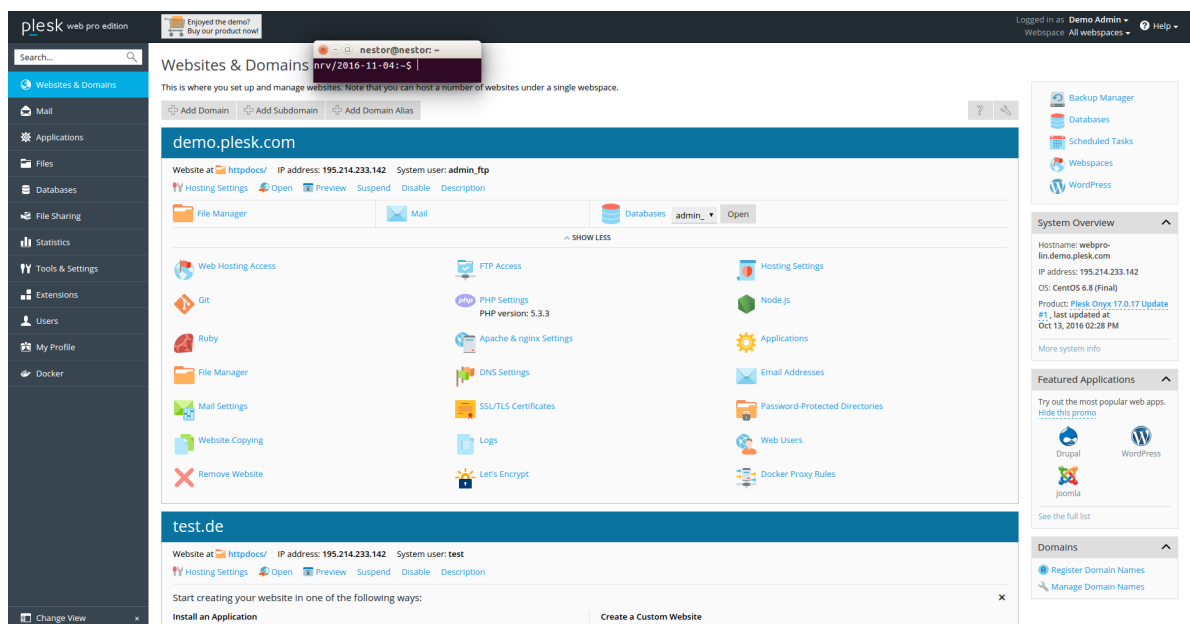 plesk web pro edition
Enjoyed the demo?
Buy our product now!
Logged in as Demo Admin
Webspace All webspaces
Help
Search...
Websites & Domains
Mail
Applications
Files
Databases
File Sharing
Statistics
Tools & Settings
Extensions
Users
My Profile
Docker
Change View
×
nestor@nestor: ~
nrv/2016-11-04:~$
Websites & Domains
This is where you set up and manage websites. Note that you can host a number of websites under a single webspace.
Add Domain Add Subdomain Add Domain Alias
?
demo.plesk.com
Website at httpdocs/ IP address: 195.214.233.142 System user: admin_ftp
Hosting Settings Open Preview Suspend Disable Description
File Manager Mail Databases admin_ Open
SHOW LESS
Web Hosting Access FTP Access Hosting Settings
Git php PHP Settings Node.js
PHP version: 5.3.3
Ruby Apache & nginx Settings Applications
File Manager DNS Settings Email Addresses
Mail Settings SSL/TLS Certificates Password-Protected Directories
Website Copying Logs Web Users
Remove Website Let's Encrypt Docker Proxy Rules
test.de
Website at httpdocs/ IP address: 195.214.233.142 System user: test
Hosting Settings Open Preview Suspend Disable Description
Start creating your website in one of the following ways: ×
Install an Application Create a Custom Website
Backup Manager
Databases
Scheduled Tasks
Webspaces
WordPress
System Overview
Hostname: webpro-
lin.demo.plesk.com
IP address: 195.214.233.142
OS: CentOS 6.8 (Final)
Product: Plesk Onyx 17.0.17 Update
#1 , last updated at
Oct 13, 2016 02:28 PM
More system info
Featured Applications
Try out the most popular web apps.
Hide this promo
Drupal WordPress
Joomla
See the full list
Domains
R Register Domain Names
Manage Domain Names